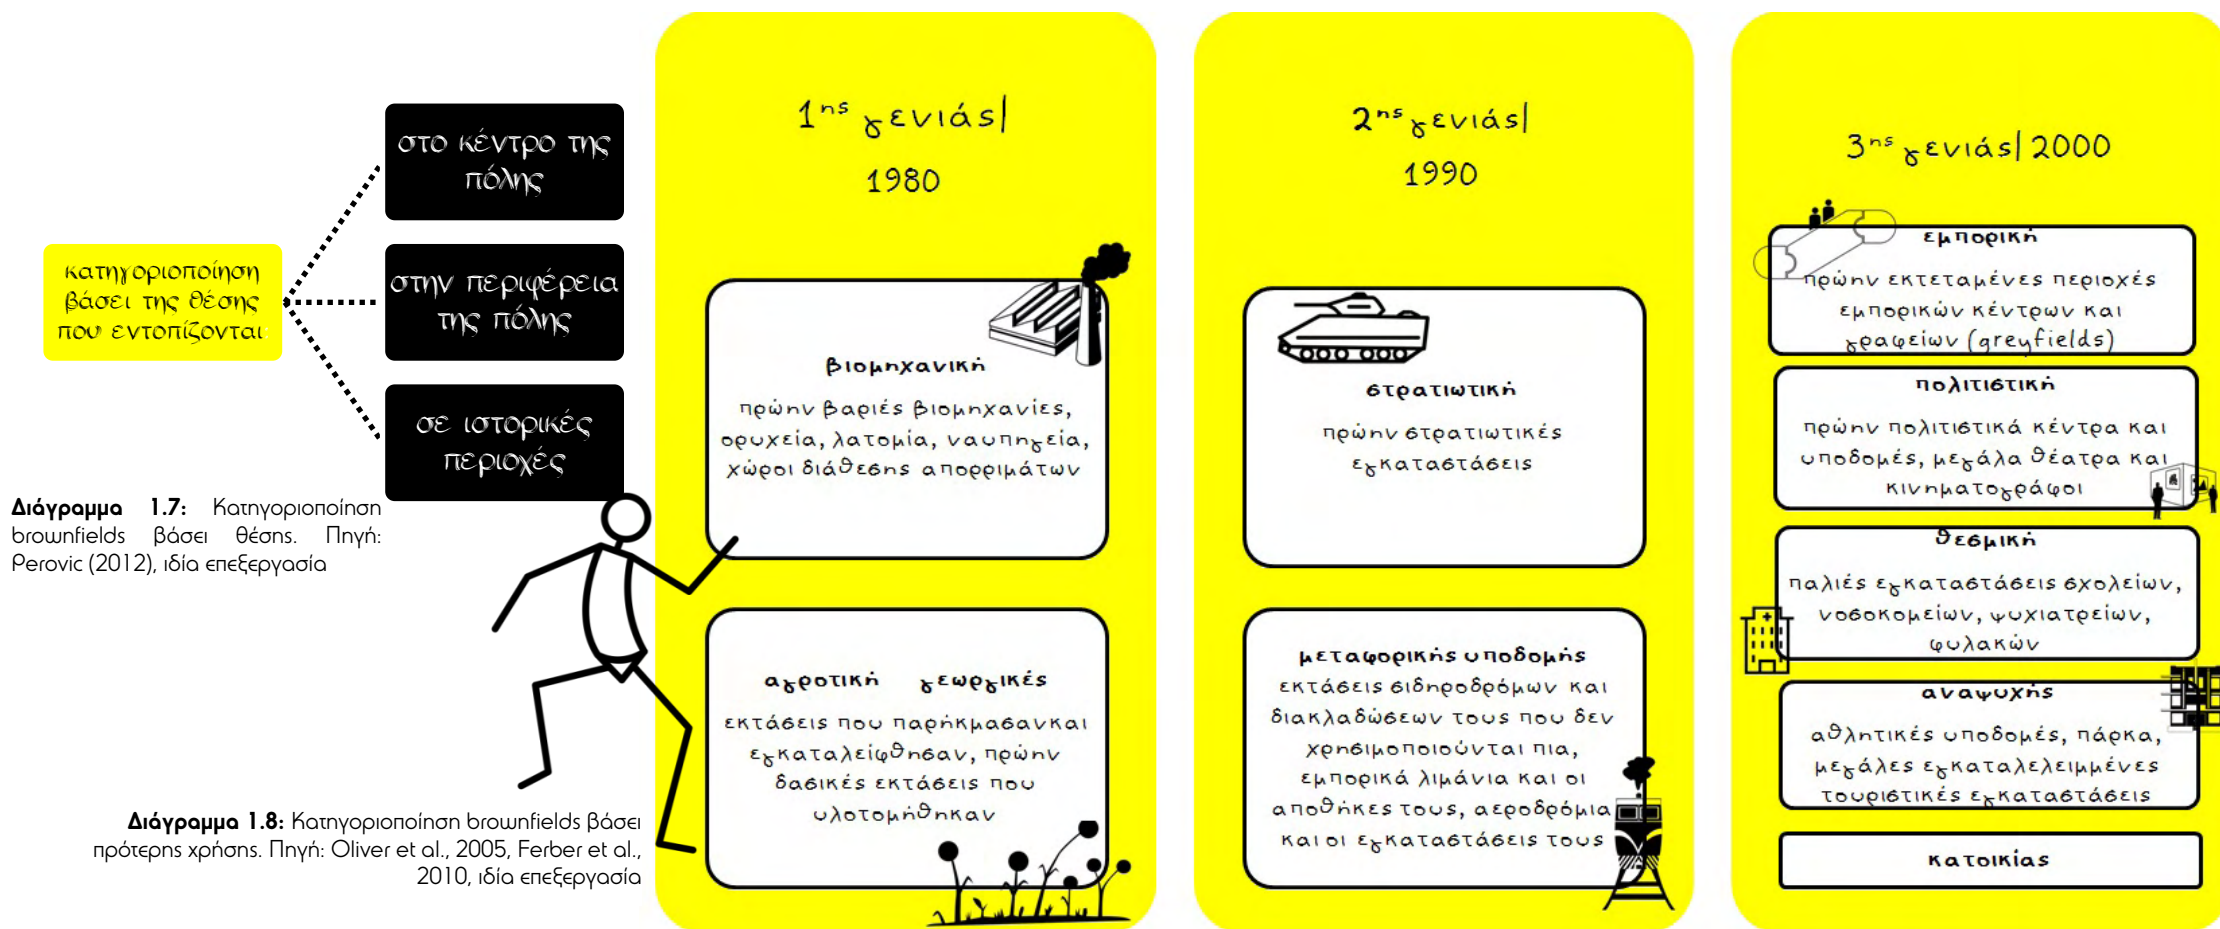 κατηγοριοποίηση
βάσει της θέσης
που εντοπίζονται:
στο κέντρο της
πόλης
στην περιφέρεια
της πόλης
σε ιστορικές
περιοχές
Διάγραμμα 1.7: Κατηγοριοποίηση
brownfields βάσει θέσης. Πηγή:
Perovic (2012), ιδία επεξεργασία
Διάγραμμα 1.8: Κατηγοριοποίηση brownfields βάσει
πρότερης χρήσης. Πηγή: Oliver et al., 2005, Ferber et al.,
2010, ιδία επεξεργασία
1ης γενιάς|
1980
βιομηχανική
πρώην βαριές βιομηχανίες,
ορυχεία, λατομία, ναυπηγεία,
χώροι διάθεσης απορριμάτων
αγροτική γεωργικές
εκτάσεις που παρήκμασανκαι
εγκαταλείφθησαν, πρώην
δασικές εκτάσεις που
υλοτομήθηκαν
2ης γενιάς|
1990
στρατιωτική
πρώην στρατιωτικές
εγκαταστάσεις
μεταφορικής υποδομής
εκτάσεις σιδηροδρόμων και
διακλαδώσεων τους που δεν
χρησιμοποιούνται πια,
εμπορικά λιμάνια και οι
αποθήκες τους, αεροδρόμια
και οι εγκαταστάσεις τους
3ης γενιάς| 2000
εμπορική
πρώην εκτεταμένες περιοχές
εμπορικών κέντρων και
γραφείων (greyfields)
πολιτιστική
πρώην πολιτιστικά κέντρα και
υποδομές, μεγάλα θέατρα και
κινηματογράφοι
θεσμική
παλιές εγκαταστάσεις σχολείων,
νοσοκομείων, ψυχιατρείων,
φυλακών
αναψυχής
αθλητικές υποδομές, πάρκα,
μεγάλες εγκαταλελειμμένες
τουριστικές εγκαταστάσεις
κατοικίας